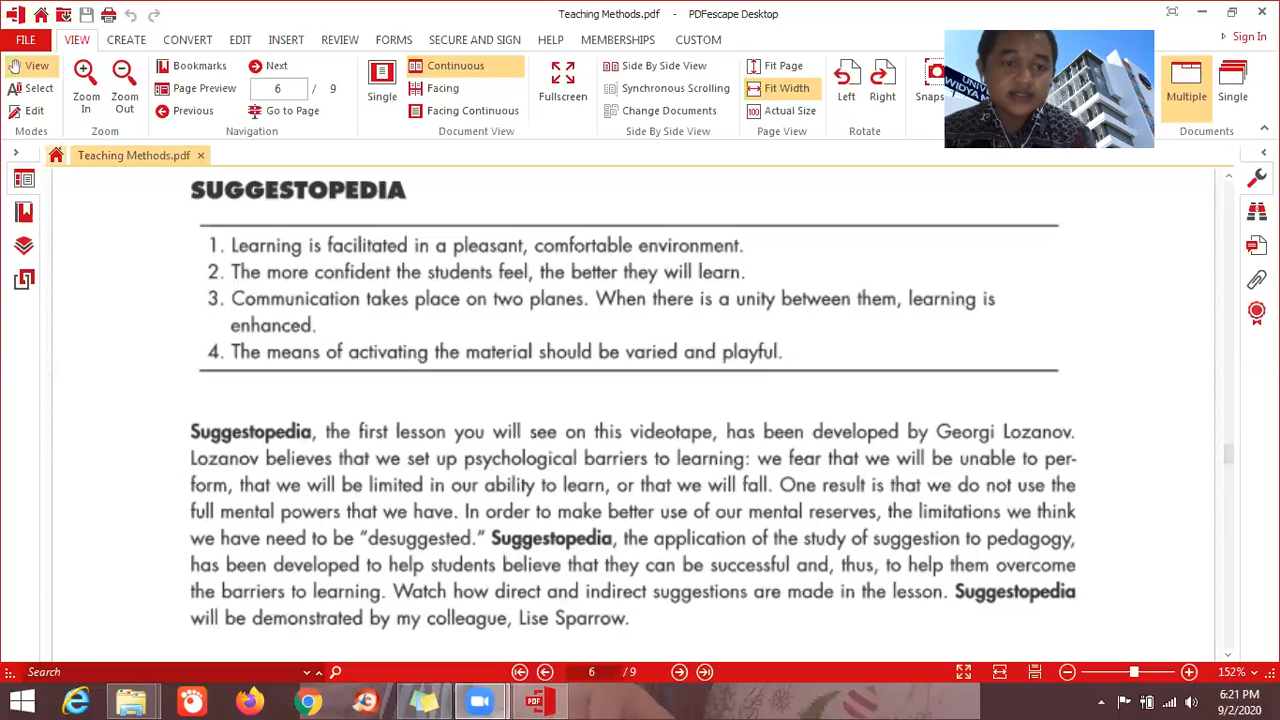 Teaching Methods.pdf - PDFescape Desktop
FILE VIEW CREATE CONVERT EDIT INSERT REVIEW FORMS SECURE AND SIGN HELP MEMBERSHIPS CUSTOM Sign In
View Select Edit Modes
Zoom In Zoom Out Zoom
Bookmarks Page Preview Previous Next 6 / 9 Go to Page Navigation
Single Continuous Facing Facing Continuous Document View
Fullscreen
Side By Side View Synchronous Scrolling Change Documents Side By Side View
Fit Page Fit Width Actual Size Page View
100
Left Right Rotate
Snaps
UNIV
WIDYA
Multiple Single Documents
Teaching Methods.pdf
SUGGESTOPEDIA
1. Learning is facilitated in a pleasant, comfortable environment.
2. The more confident the students feel, the better they will learn.
3. Communication takes place on two planes. When there is a unity between them, learning is
enhanced.
4. The means of activating the material should be varied and playful.
Suggestopedia, the first lesson you will see on this videotape, has been developed by Georgi Lozanov.
Lozanov believes that we set up psychological barriers to learning: we fear that we will be unable to per-
form, that we will be limited in our ability to learn, or that we will fall. One result is that we do not use the
full mental powers that we have. In order to make better use of our mental reserves, the limitations we think
we have need to be “desuggested.” Suggestopedia, the application of the study of suggestion to pedagogy,
has been developed to help students believe that they can be successful and, thus, to help them overcome
the barriers to learning. Watch how direct and indirect suggestions are made in the lesson. Suggestopedia
will be demonstrated by my colleague, Lise Sparrow.
Search 6 / 9 152%
6:21 PM
9/2/2020